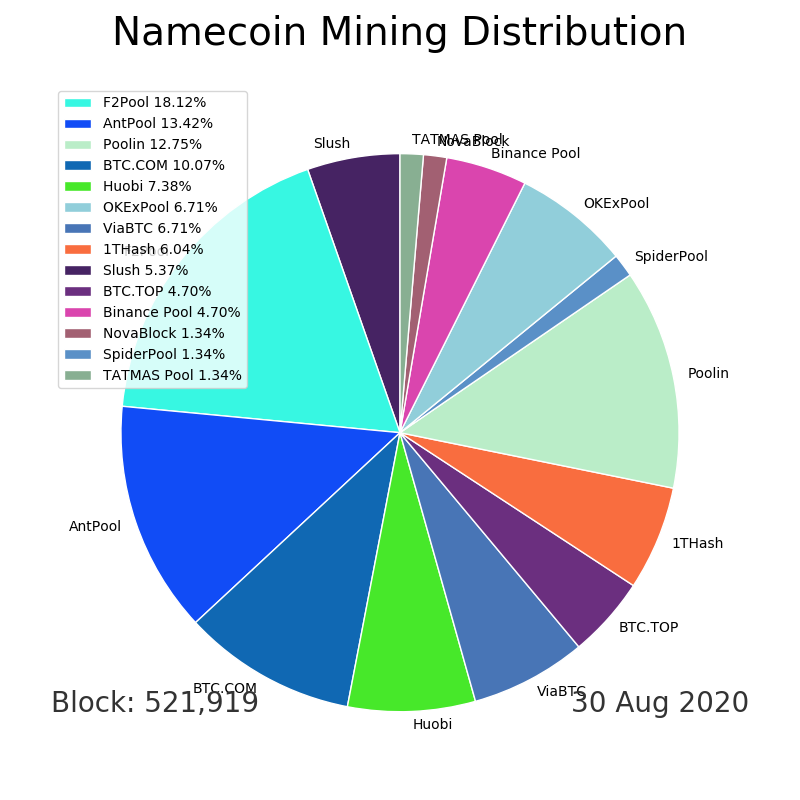 Namecoin Mining Distribution
F2Pool 18.12%
AntPool 13.42%
Poolin 12.75%
BTC.COM 10.07%
Huobi 7.38%
OKExPool 6.71%
ViaBTC 6.71%
1THash 6.04%
Slush 5.37%
BTC.TOP 4.70%
Binance Pool 4.70%
NovaBlock 1.34%
SpiderPool 1.34%
TATMAS Pool 1.34%
Slush
TATMAS Pool
NovaBlock
Binance Pool
OKExPool
SpiderPool
Poolin
1THash
BTC.TOP
ViaBTC
Huobi
BTC.COM
AntPool
F2Pool
Block: 521,919
30 Aug 2020